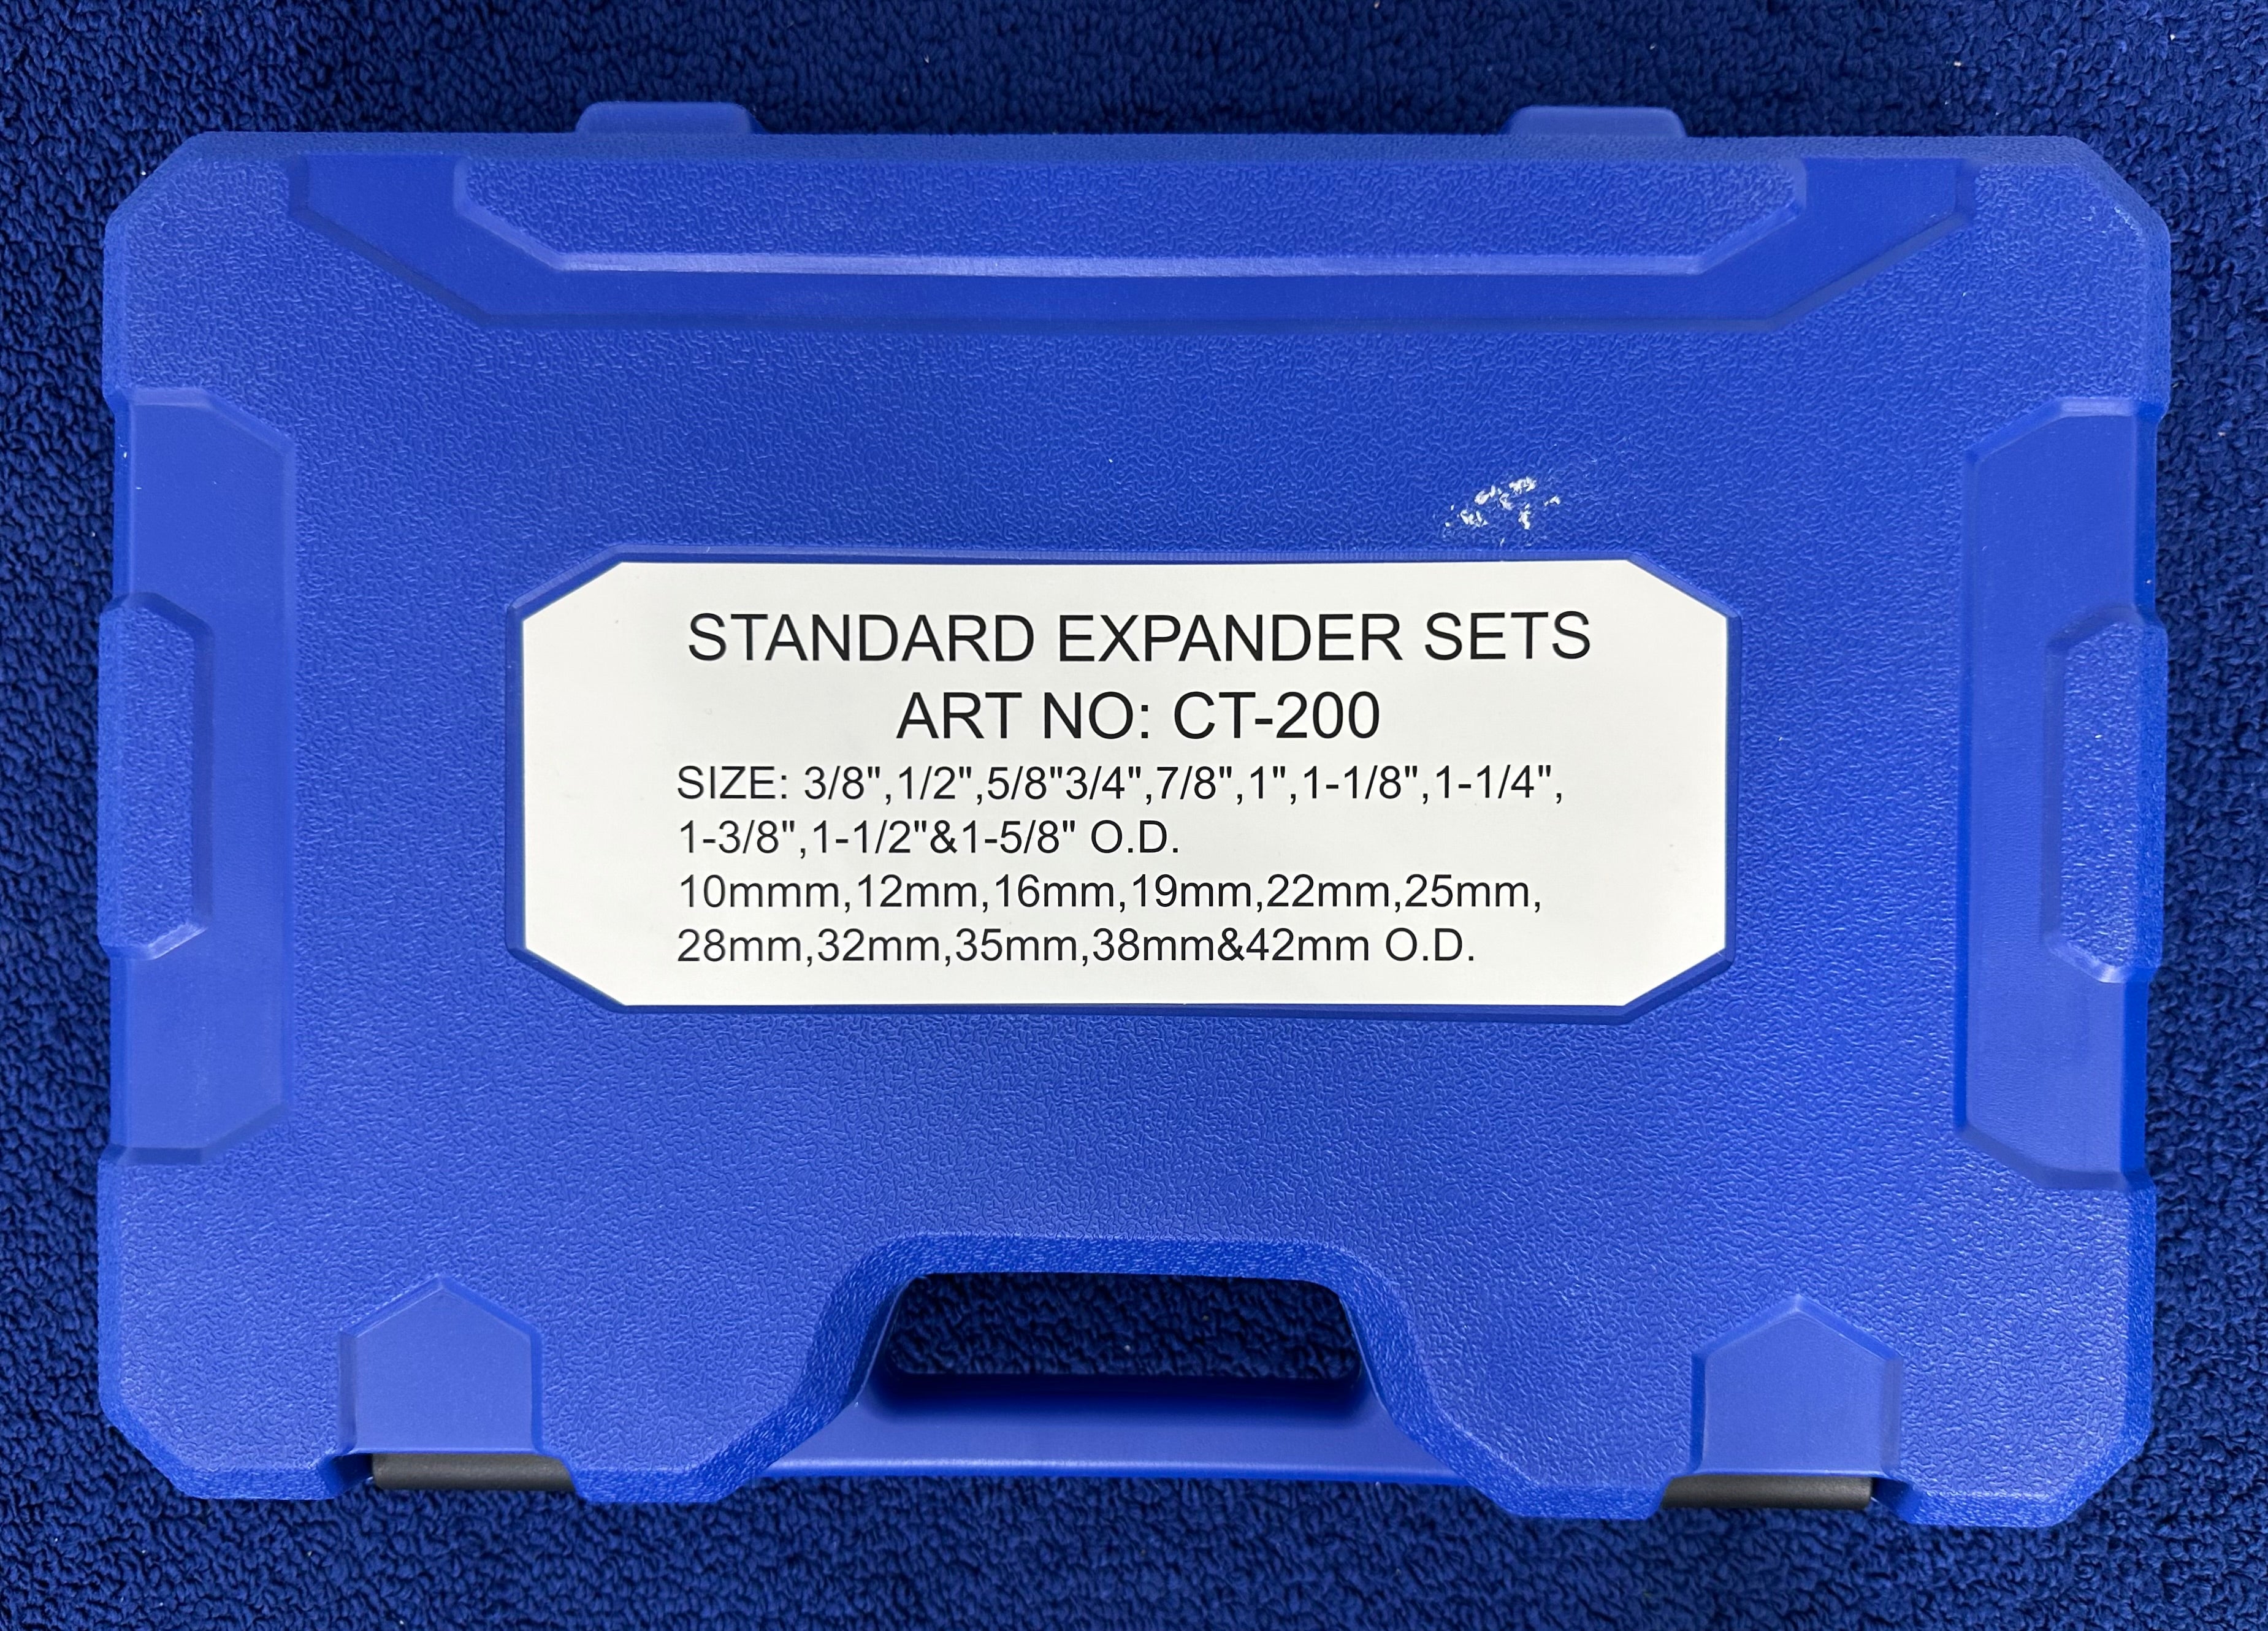 STANDARD EXPANDER SETS
ART NO: CT-200
SIZE: 3/8",1/2",5/8"3/4",7/8",1",1-1/8",1-1/4",
1-3/8",1-1/2"&1-5/8" O.D.
10mmm,12mm,16mm,19mm,22mm,25mm,
28mm,32mm,35mm,38mm&42mm O.D.